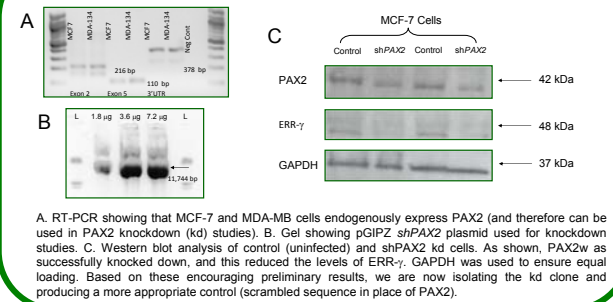 A
MCF7
MDA-134
MCF7
MDA-134
MCF7
MDA-134
Neg Cont
216 bp
378 bp
110 bp
Exon 2
Exon 5
3'UTR
B
L
1.8 µg
3.6 µg
7.2 µg
L
11,744 bp
C
MCF-7 Cells
Control
shPAX2
Control
shPAX2
PAX2
42 kDa
ERR-γ
48 kDa
GAPDH
37 kDa
A. RT-PCR showing that MCF-7 and MDA-MB cells endogenously express PAX2 (and therefore can be
used in PAX2 knockdown (kd) studies). B. Gel showing pGIPZ shPAX2 plasmid used for knockdown
studies. C. Western blot analysis of control (uninfected) and shPAX2 kd cells. As shown, PAX2w as
successfully knocked down, and this reduced the levels of ERR-γ. GAPDH was used to ensure equal
loading. Based on these encouraging preliminary results, we are now isolating the kd clone and
producing a more appropriate control (scrambled sequence in place of PAX2).